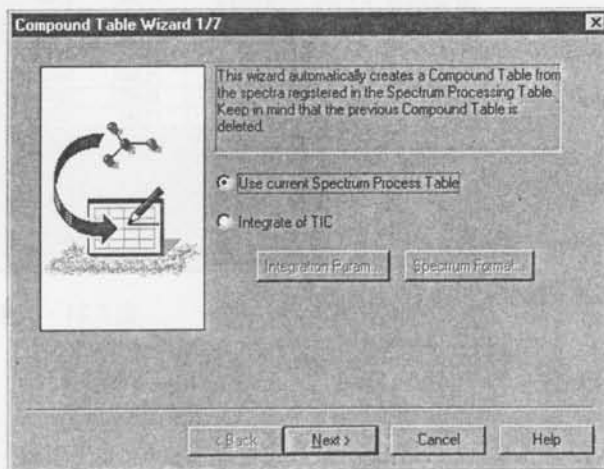 Compound Table Wizard 1/7
This wizard automatically creates a Compound Table from
the spectra registered in the Spectrum Processing Table.
Keep in mind that the previous Compound Table is
deleted.
Use current Spectrum Process Table
Integrate of TIC
Integration Param...
Spectrum Format...
< Back
Next >
Cancel
Help